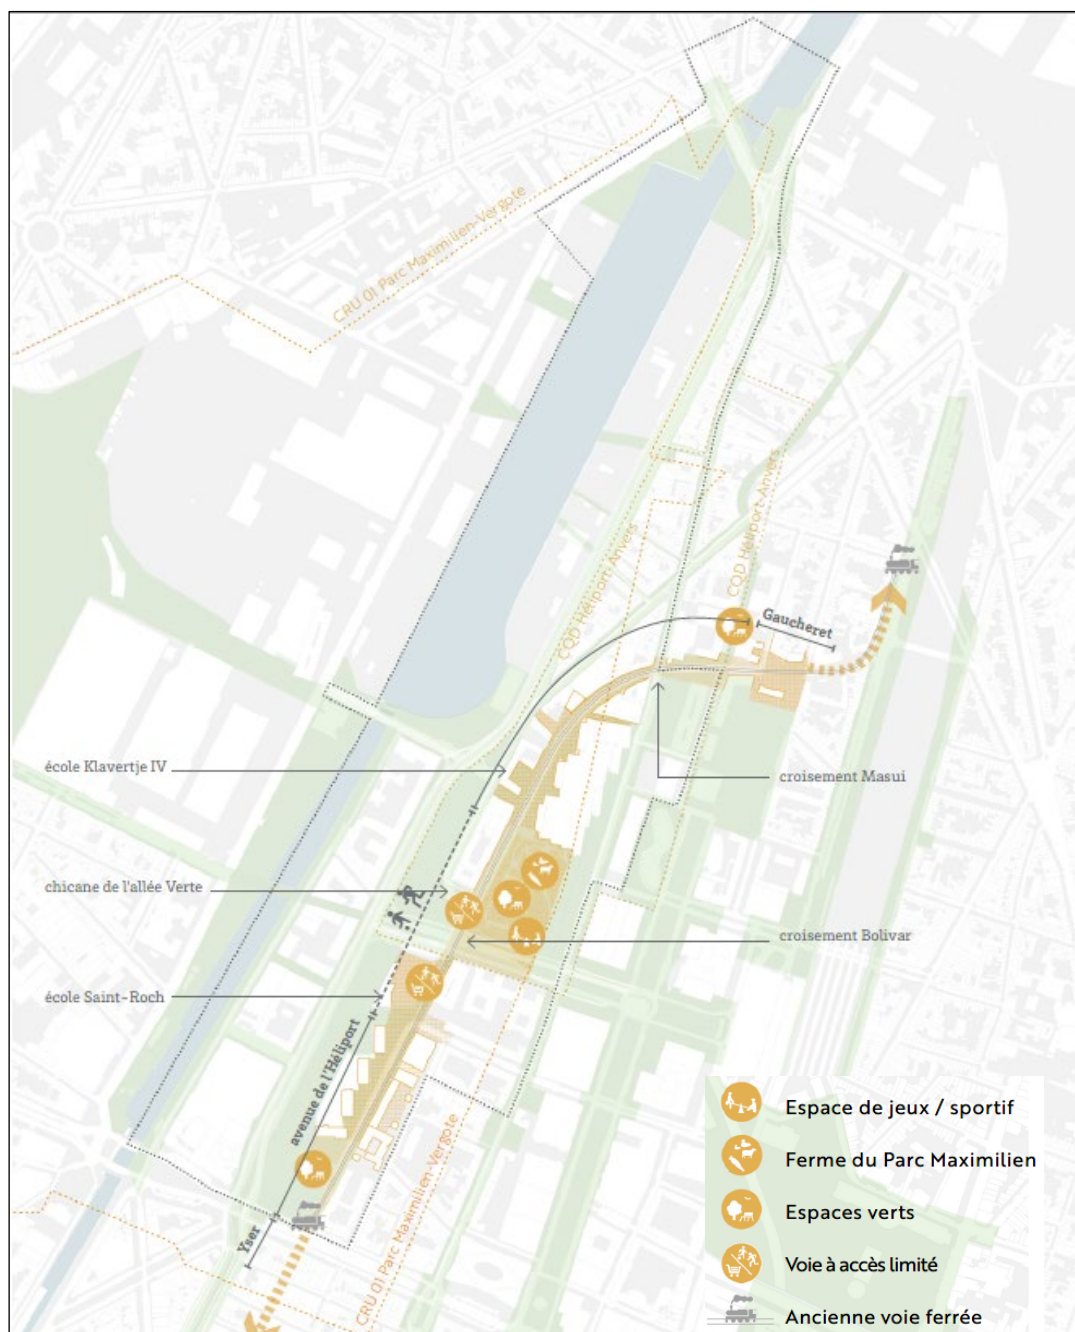 CRU 01 Parc Maximilien-Vergote
CQD Héliport-Anvers
CQD Héliport-Anvers
Gaucheret
école Klavertje IV
croisement Masui
chicane de l'allée Verte
croisement Bolivar
école Saint-Roch
avenue de l'Héliport
Yser
CRU 01 Parc Maximilien-Vergote
Espace de jeux / sportif
Ferme du Parc Maximilien
Espaces verts
Voie à accès limité
Ancienne voie ferrée